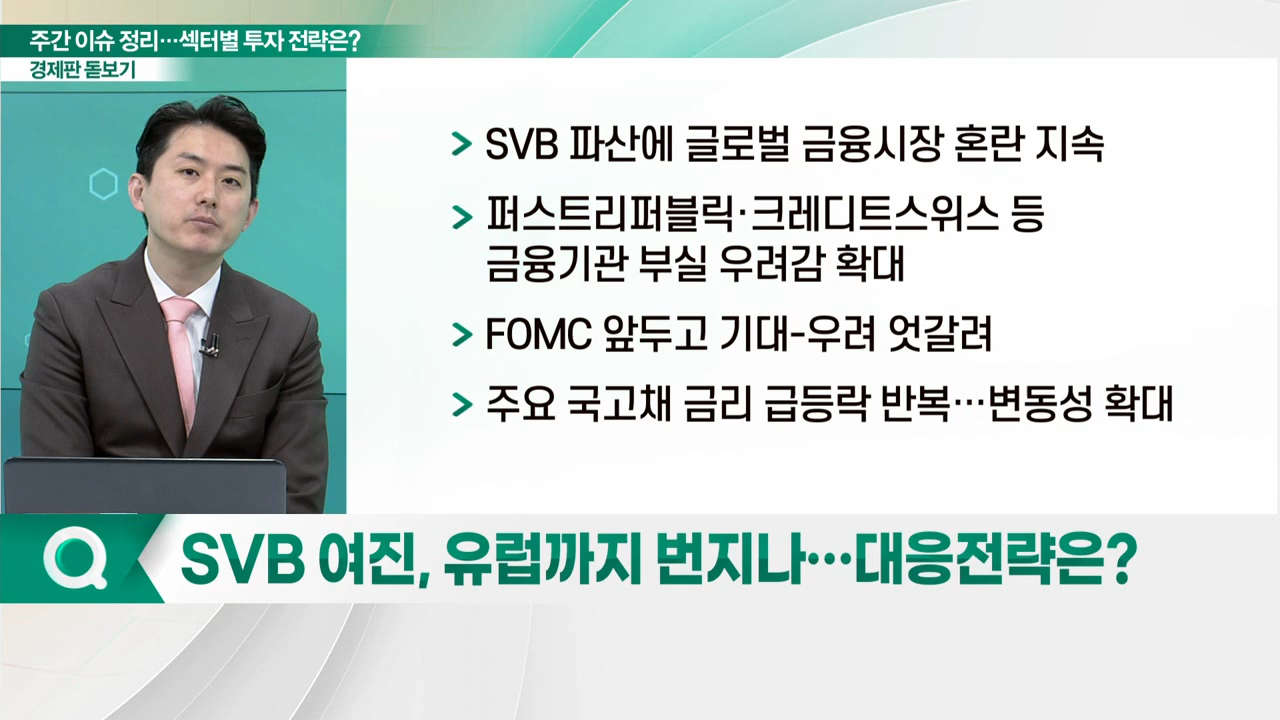 주간 이슈 정리…섹터별 투자 전략은?
경제판 돋보기
> SVB 파산에 글로벌 금융시장 혼란 지속
> 퍼스트리퍼블릭·크레디트스위스 등
금융기관 부실 우려감 확대
> FOMC 앞두고 기대-우려 엇갈려
> 주요 국고채 금리 급등락 반복…변동성 확대
Q SVB 여진, 유럽까지 번지나…대응전략은?